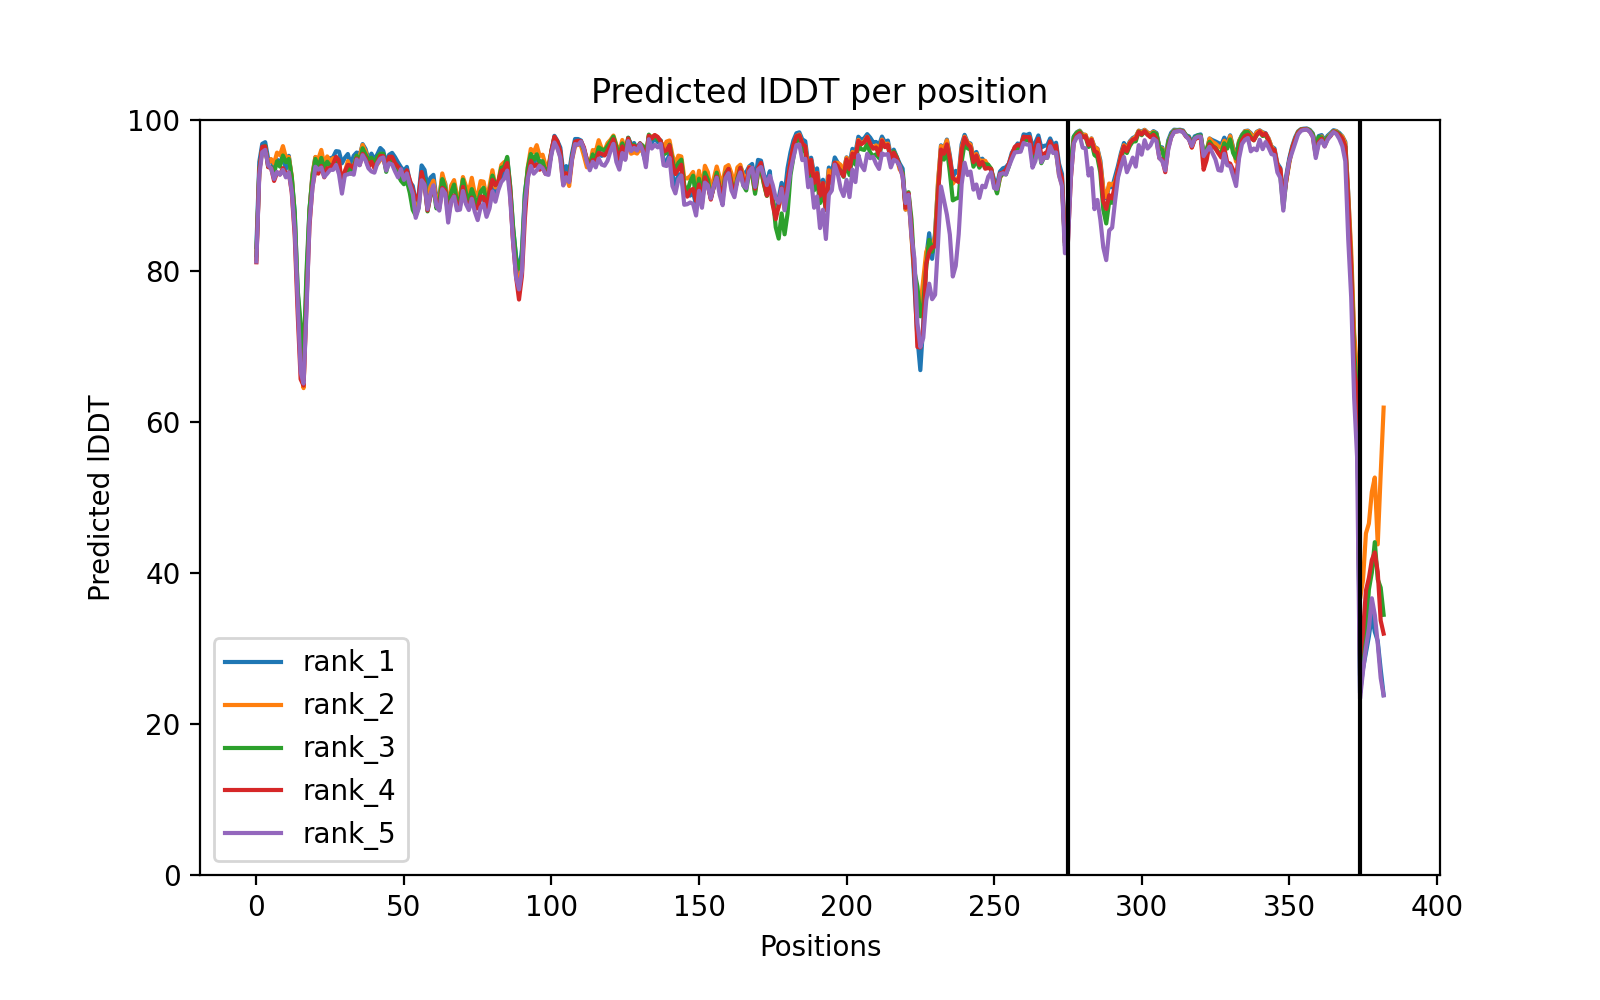 Predicted lDDT per position
100
80
60
40
20
0
Predicted lDDT
rank_1
rank_2
rank_3
rank_4
rank_5
0 50 100 150 200 250 300 350 400
Positions